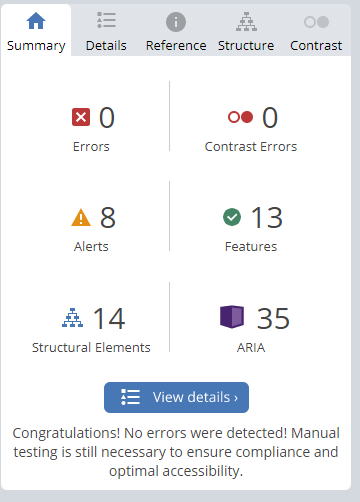 Summary Details Reference Structure Contrast
0 0
Errors Contrast Errors
8 13
Alerts Features
14 35
Structural Elements ARIA
View details ›
Congratulations! No errors were detected! Manual
testing is still necessary to ensure compliance and
optimal accessibility.